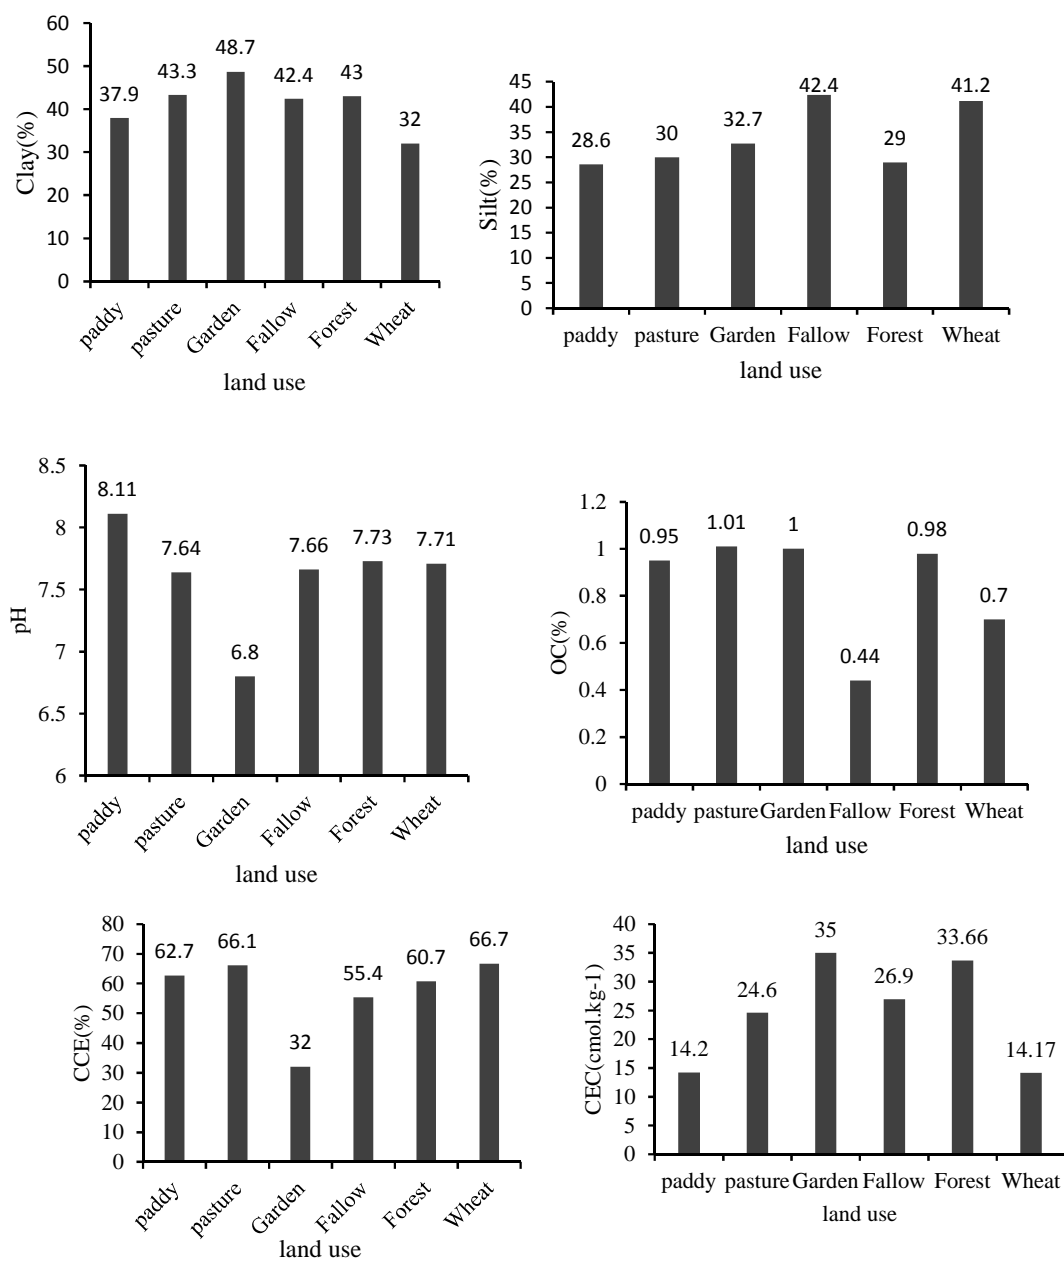 60
50
40
30
20
10
0
Clay(%)
37.9
43.3
48.7
42.4
43
32
paddy
pasture
Garden
Fallow
Forest
Wheat
land use
45
40
35
30
25
20
15
10
5
0
Silt(%)
28.6
30
32.7
42.4
29
41.2
paddy pasture Garden Fallow Forest Wheat
land use
8.5
8
7.5
7
6.5
6
pH
8.11
7.64
6.8
7.66
7.73
7.71
paddy
pasture
Garden
Fallow
Forest
Wheat
land use
1.2
1
0.8
0.6
0.4
0.2
0
OC(%)
0.95
1.01
1
0.44
0.98
0.7
paddy pasture Garden Fallow Forest Wheat
land use
80
70
60
50
40
30
20
10
0
CCE(%)
62.7
66.1
32
55.4
60.7
66.7
paddy
pasture
Garden
Fallow
Forest
Wheat
land use
40
35
30
25
20
15
10
5
0
CEC(cmol.kg-1)
14.2
24.6
35
26.9
33.66
14.17
paddy pasture Garden Fallow Forest Wheat
land use